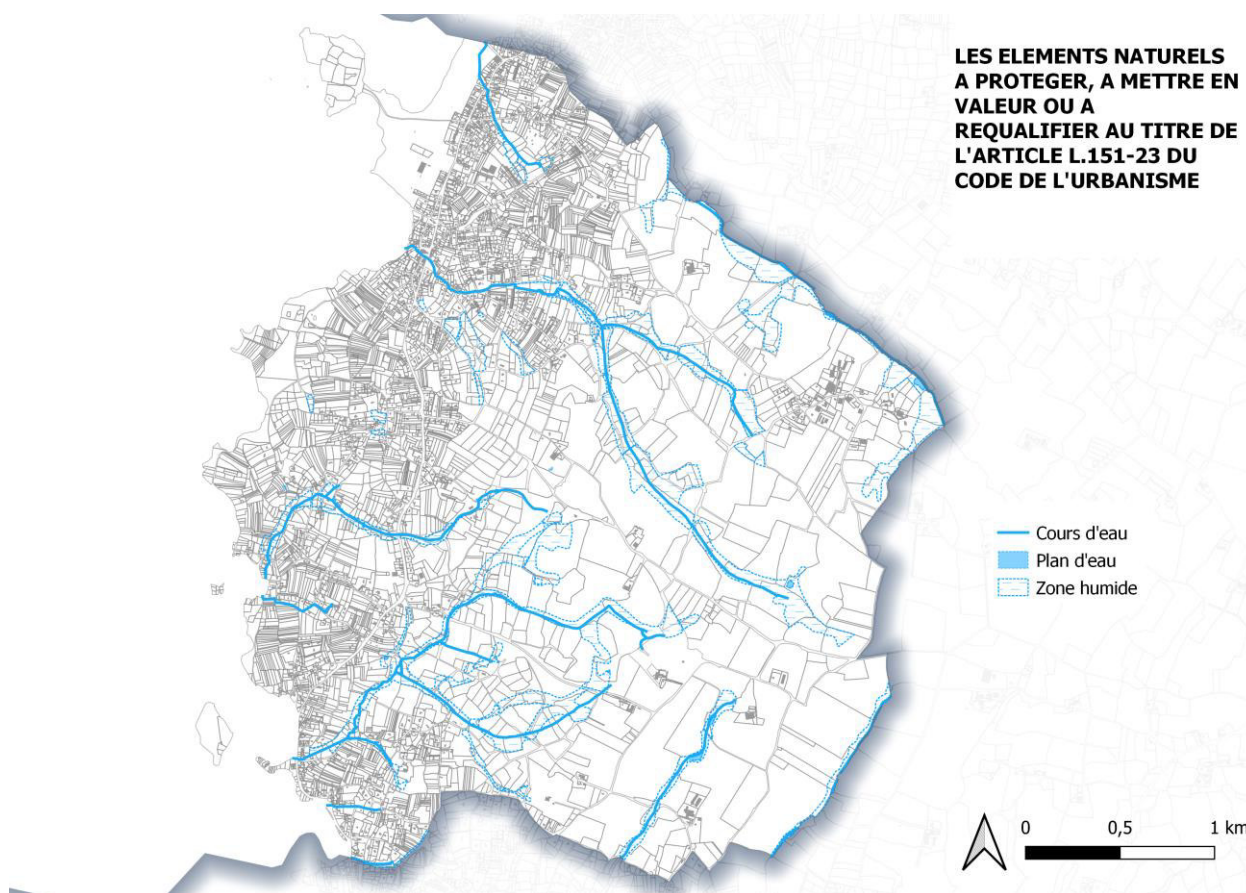 LES ELEMENTS NATURELS
A PROTEGER, A METTRE EN
VALEUR OU A
REQUALIFIER AU TITRE DE
L'ARTICLE L.151-23 DU
CODE DE L'URBANISME
Cours d'eau
Plan d'eau
Zone humide
0 0,5 1 km